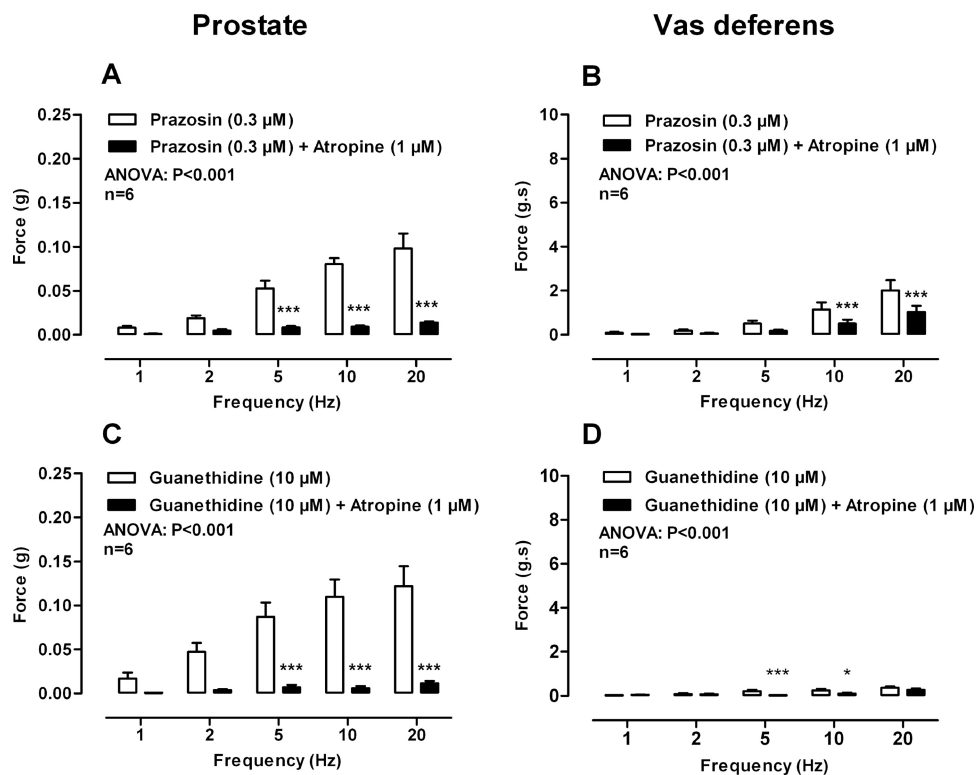 Prostate
Vas deferens
A
Prazosin (0.3 µM)
Prazosin (0.3 µM) + Atropine (1 µM)
ANOVA: P<0.001
n=6
Force (g)
0.25
0.20
0.15
0.10
0.05
0.00
*** *** ***
1 2 5 10 20
Frequency (Hz)
B
Prazosin (0.3 µM)
Prazosin (0.3 µM) + Atropine (1 µM)
ANOVA: P<0.001
n=6
Force (g.s)
10
8
6
4
2
0
*** ***
1 2 5 10 20
Frequency (Hz)
C
Guanethidine (10 µM)
Guanethidine (10 µM) + Atropine (1 µM)
ANOVA: P<0.001
n=6
Force (g)
0.25
0.20
0.15
0.10
0.05
0.00
*** *** ***
1 2 5 10 20
Frequency (Hz)
D
Guanethidine (10 µM)
Guanethidine (10 µM) + Atropine (1 µM)
ANOVA: P<0.001
n=6
Force (g.s)
10
8
6
4
2
0
*** *
1 2 5 10 20
Frequency (Hz)